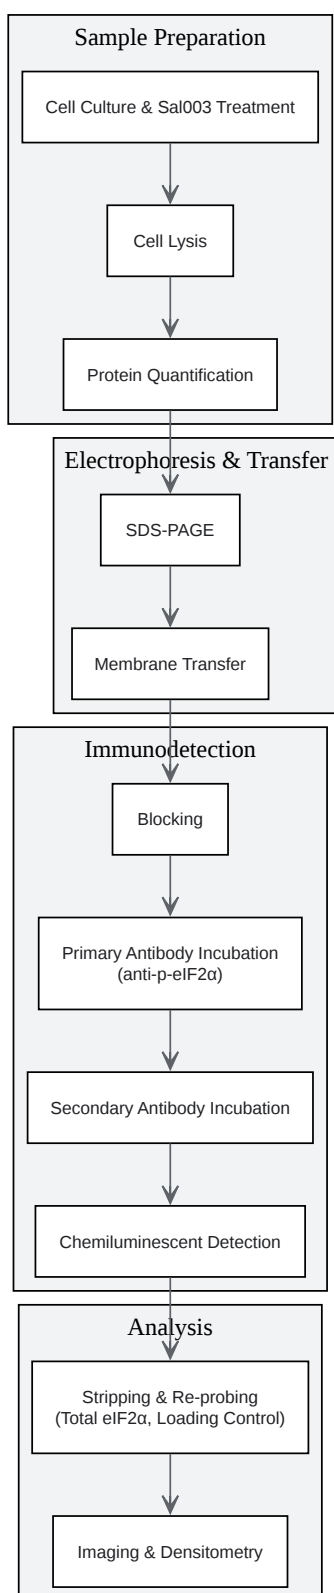 Sample Preparation
Cell Culture & Sal003 Treatment
Cell Lysis
Protein Quantification
Electrophoresis & Transfer
SDS-PAGE
Membrane Transfer
Immunodetection
Blocking
Primary Antibody Incubation
(anti-p-eIF2α)
Secondary Antibody Incubation
Chemiluminescent Detection
Analysis
Stripping & Re-probing
(Total eIF2α, Loading Control)
Imaging & Densitometry